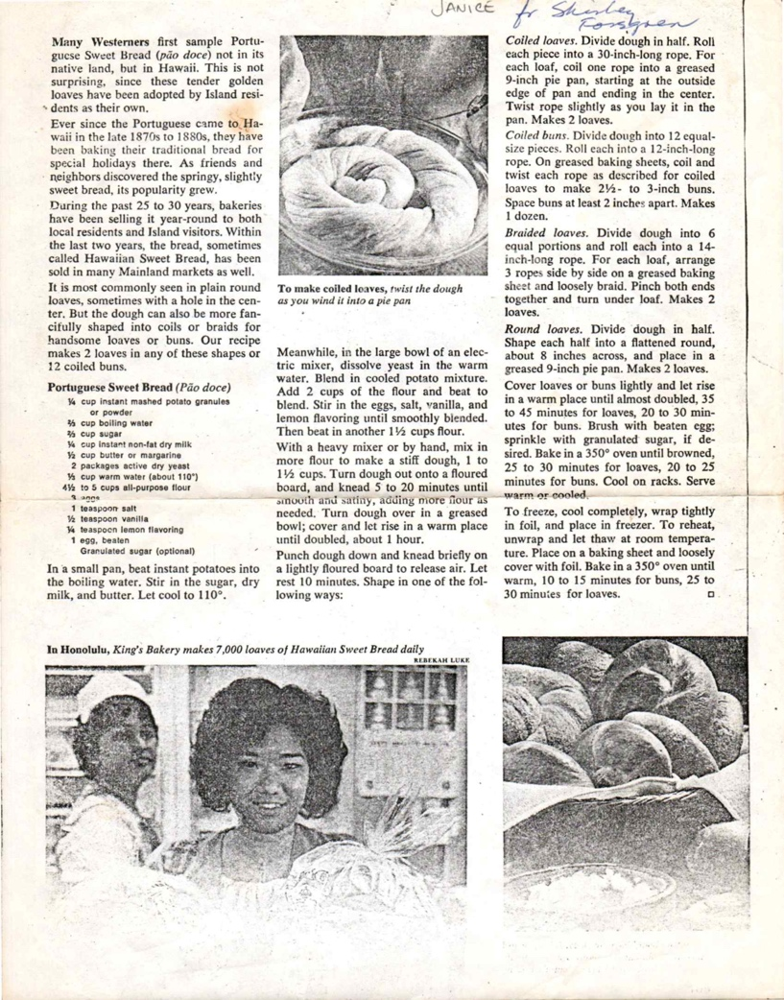 JANICE fr Shirley
Forsgren
Many Westerners first sample Portu-
guese Sweet Bread (pão doce) not in its
native land, but in Hawaii. This is not
surprising, since these tender golden
loaves have been adopted by Island resi-
dents as their own.
Ever since the Portuguese came to Ha-
waii in the late 1870s to 1880s, they have
been baking their traditional bread for
special holidays there. As friends and
neighbors discovered the springy, slightly
sweet bread, its popularity grew.
During the past 25 to 30 years, bakeries
have been selling it year-round to both
local residents and Island visitors. Within
the last two years, the bread, sometimes
called Hawaiian Sweet Bread, has been
sold in many Mainland markets as well.
It is most commonly seen in plain round
loaves, sometimes with a hole in the cen-
ter. But the dough can also be more fan-
cifully shaped into coils or braids for
handsome loaves or buns. Our recipe
makes 2 loaves in any of these shapes or
12 coiled buns.
Portuguese Sweet Bread (Pão doce)
¼ cup instant mashed potato granules
or powder
⅔ cup boiling water
⅔ cup sugar
¼ cup instant non-fat dry milk
½ cup butter or margarine
2 packages active dry yeast
⅓ cup warm water (about 110°)
4½ to 5 cups all-purpose flour
3 eggs
1 teaspoon salt
½ teaspoon vanilla
¼ teaspoon lemon flavoring
1 egg, beaten
Granulated sugar (optional)
In a small pan, beat instant potatoes into
the boiling water. Stir in the sugar, dry
milk, and butter. Let cool to 110°.
To make coiled loaves, twist the dough
as you wind it into a pie pan
Meanwhile, in the large bowl of an elec-
tric mixer, dissolve yeast in the warm
water. Blend in cooled potato mixture.
Add 2 cups of the flour and beat to
blend. Stir in the eggs, salt, vanilla, and
lemon flavoring until smoothly blended.
Then beat in another 1½ cups flour.
With a heavy mixer or by hand, mix in
more flour to make a stiff dough, 1 to
1½ cups. Turn dough out onto a floured
board, and knead 5 to 20 minutes until
smooth and satiny, adding more flour as
needed. Turn dough over in a greased
bowl; cover and let rise in a warm place
until doubled, about 1 hour.
Punch dough down and knead briefly on
a lightly floured board to release air. Let
rest 10 minutes. Shape in one of the fol-
lowing ways:
Coiled loaves. Divide dough in half. Roll
each piece into a 30-inch-long rope. For
each loaf, coil one rope into a greased
9-inch pie pan, starting at the outside
edge of pan and ending in the center.
Twist rope slightly as you lay it in the
pan. Makes 2 loaves.
Coiled buns. Divide dough into 12 equal-
size pieces. Roll each into a 12-inch-long
rope. On greased baking sheets, coil and
twist each rope as described for coiled
loaves to make 2½- to 3-inch buns.
Space buns at least 2 inches apart. Makes
1 dozen.
Braided loaves. Divide dough into 6
equal portions and roll each into a 14-
inch-long rope. For each loaf, arrange
3 ropes side by side on a greased baking
sheet and loosely braid. Pinch both ends
together and turn under loaf. Makes 2
loaves.
Round loaves. Divide dough in half.
Shape each half into a flattened round,
about 8 inches across, and place in a
greased 9-inch pie pan. Makes 2 loaves.
Cover loaves or buns lightly and let rise
in a warm place until almost doubled, 35
to 45 minutes for loaves, 20 to 30 min-
utes for buns. Brush with beaten egg;
sprinkle with granulated sugar, if de-
sired. Bake in a 350° oven until browned,
25 to 30 minutes for loaves, 20 to 25
minutes for buns. Cool on racks. Serve
warm or cooled.
To freeze, cool completely, wrap tightly
in foil, and place in freezer. To reheat,
unwrap and let thaw at room tempera-
ture. Place on a baking sheet and loosely
cover with foil. Bake in a 350° oven until
warm, 10 to 15 minutes for buns, 25 to
30 minutes for loaves.
In Honolulu, King's Bakery makes 7,000 loaves of Hawaiian Sweet Bread daily
REBEKAH LUKE